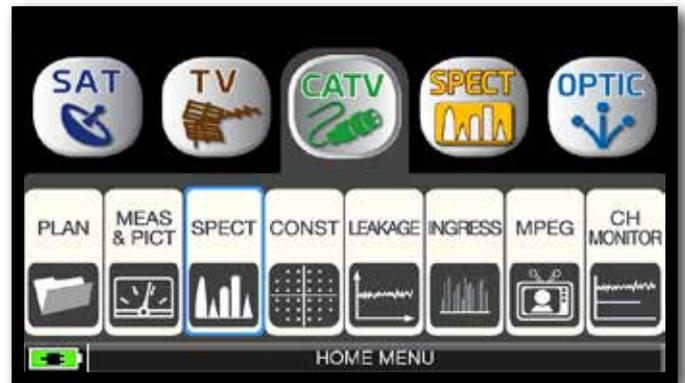 SAT TV CATV SPECT OPTIC
PLAN MEAS & PICT SPECT CONST LEAKAGE INGRESS MPEG CH MONITOR
HOME MENU